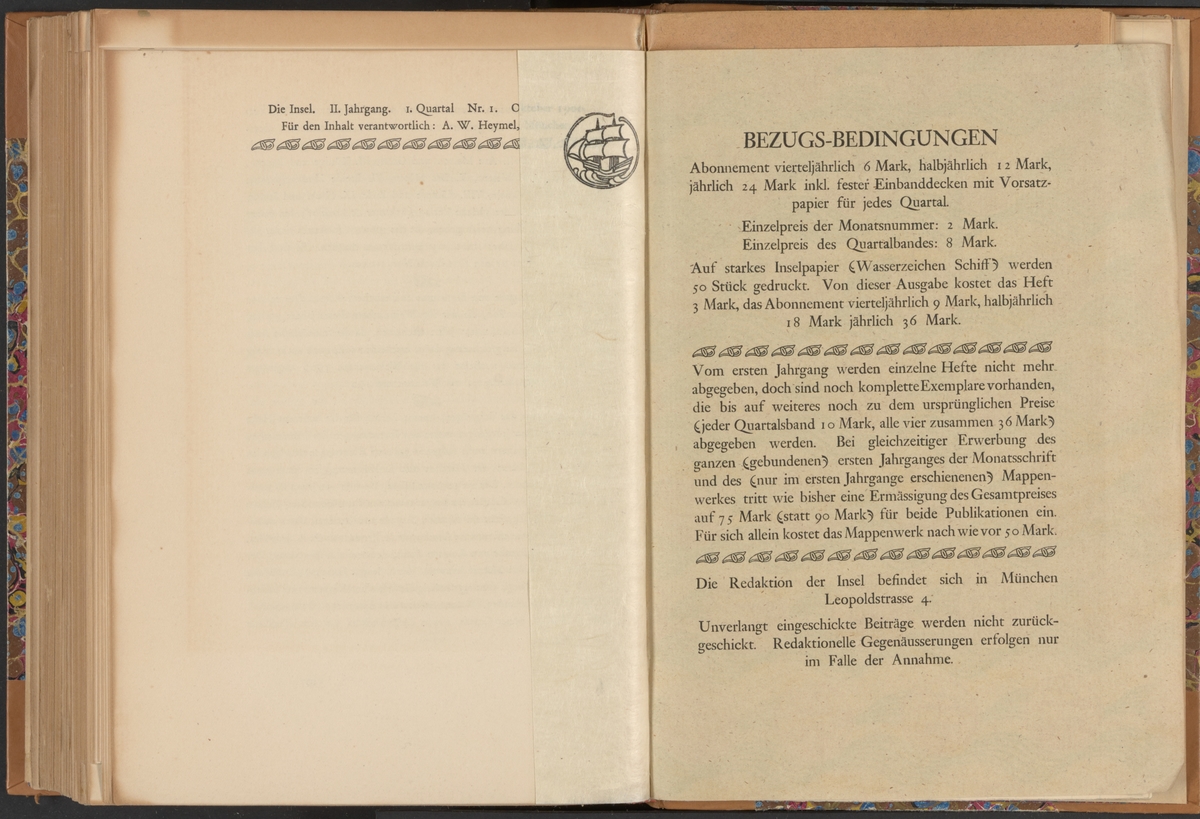 Die Insel. II. Jahrgang. 1. Quartal Nr. 1. O
Für den Inhalt verantwortlich: A. W. Heymel,
BEZUGS-BEDINGUNGEN
Abonnement vierteljährlich 6 Mark, halbjährlich 12 Mark,
jährlich 24 Mark inkl. fester Einbanddecken mit Vorsatz-
papier für jedes Quartal.
Einzelpreis der Monatsnummer: 2 Mark.
Einzelpreis des Quartalbandes: 8 Mark.
Auf starkes Inselpapier (Wasserzeichen Schiff) werden
50 Stück gedruckt. Von dieser Ausgabe kostet das Heft
3 Mark, das Abonnement vierteljährlich 9 Mark, halbjährlich
18 Mark jährlich 36 Mark.
Vom ersten Jahrgang werden einzelne Hefte nicht mehr
abgegeben, doch sind noch komplette Exemplare vorhanden,
die bis auf weiteres noch zu dem ursprünglichen Preise
(jeder Quartalsband 10 Mark, alle vier zusammen 36 Mark)
abgegeben werden. Bei gleichzeitiger Erwerbung des
ganzen (gebundenen) ersten Jahrganges der Monatsschrift
und des (nur im ersten Jahrgange erschienenen) Mappen-
werkes tritt wie bisher eine Ermässigung des Gesamtpreises
auf 75 Mark (statt 90 Mark) für beide Publikationen ein.
Für sich allein kostet das Mappenwerk nach wie vor 50 Mark.
Die Redaktion der Insel befindet sich in München
Leopoldstrasse 4.
Unverlangt eingeschickte Beiträge werden nicht zurück-
geschickt. Redaktionelle Gegenäusserungen erfolgen nur
im Falle der Annahme.